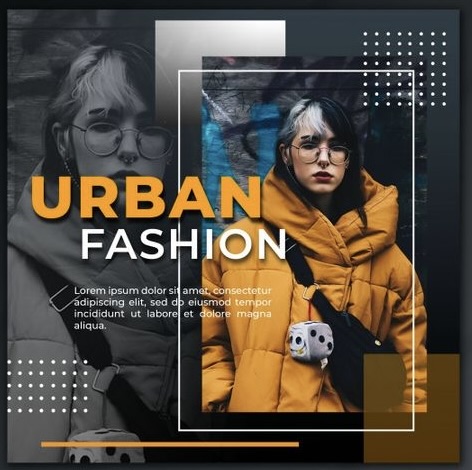 URBAN
FASHION
Lorem ipsum dolor sit amet, consectetur
adipiscing elit, sed do eiusmod tempor
incididunt ut labore et dolore magna
aliqua.